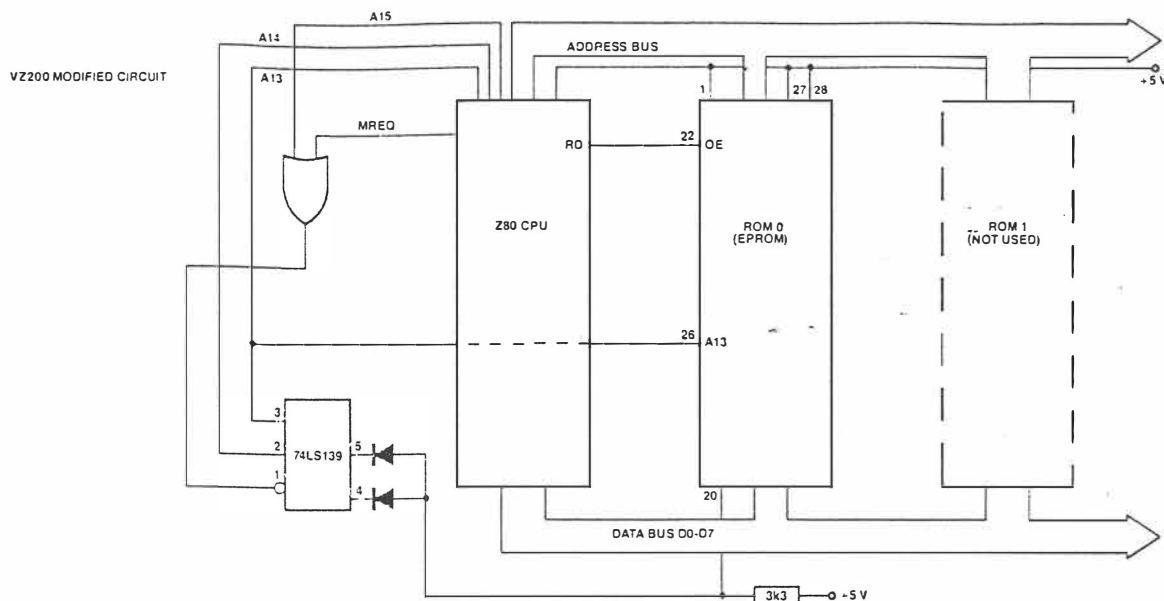 A15
A14
ADDRESS BUS
VZ200 MODIFIED CIRCUIT
A13
+5 V
1
27
28
MREQ
RD
22
OE
Z80 CPU
ROM 0
(EPROM)
ROM 1
(NOT USED)
26
A13
3
2
74LS139
5
1
4
20
DATA BUS D0-D7
3k3
+5 V